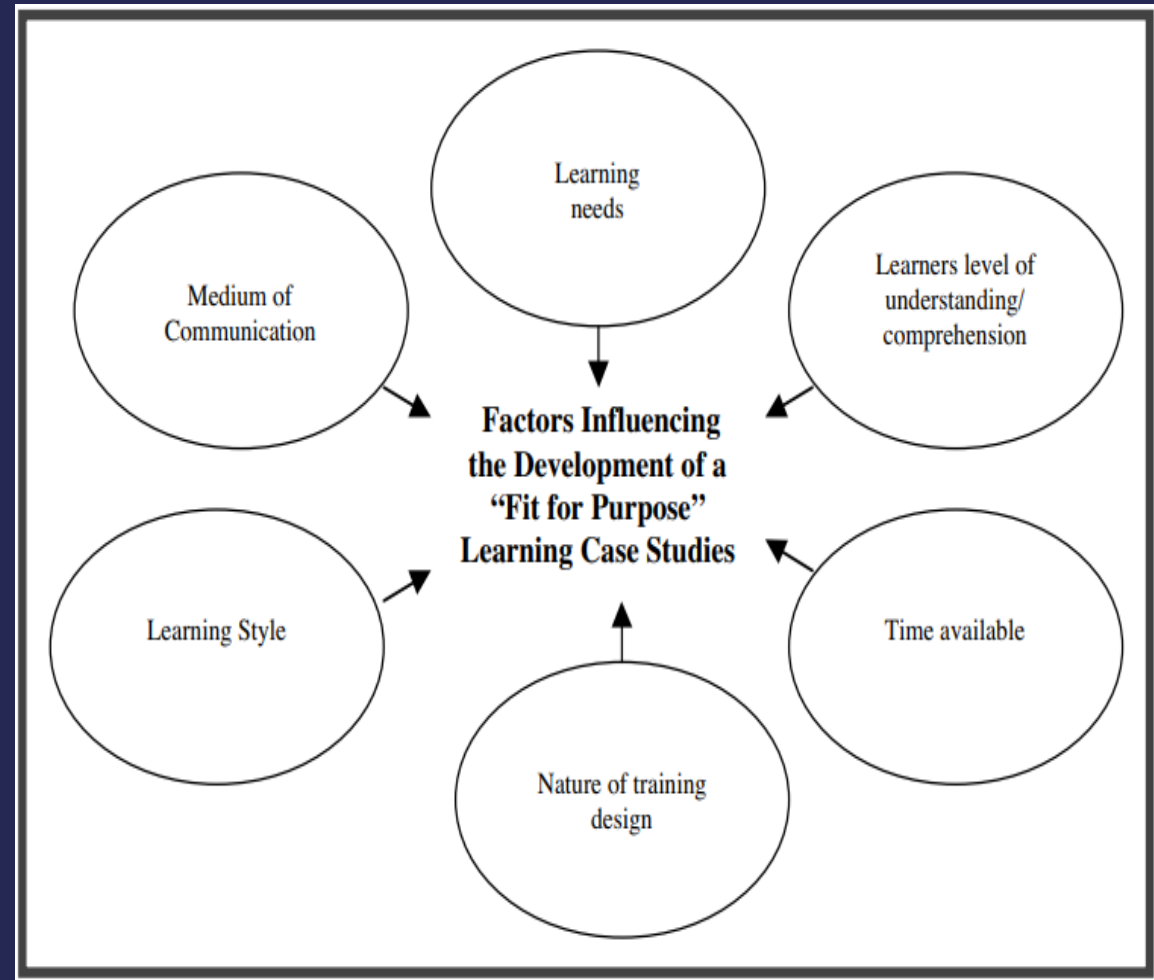 Learning
needs
Medium of
Communication
Learners level of
understanding/
comprehension
Factors Influencing
the Development of a
“Fit for Purpose”
Learning Case Studies
Learning Style
Time available
Nature of training
design